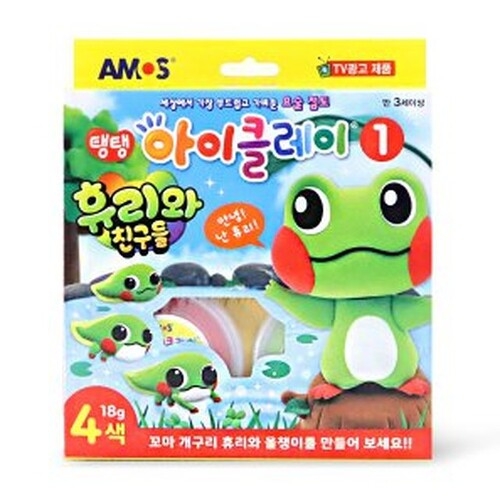 AMOS
TV광고 제품
세상에서 가장 부드럽고 가벼운 요술 점토
만 3세이상
탱탱 아이클레이 1
휴리와
친구들
안녕!
난 휴리!
AMOS
18g
4색
꼬마 개구리 휴리와 올챙이를 만들어 보세요!!